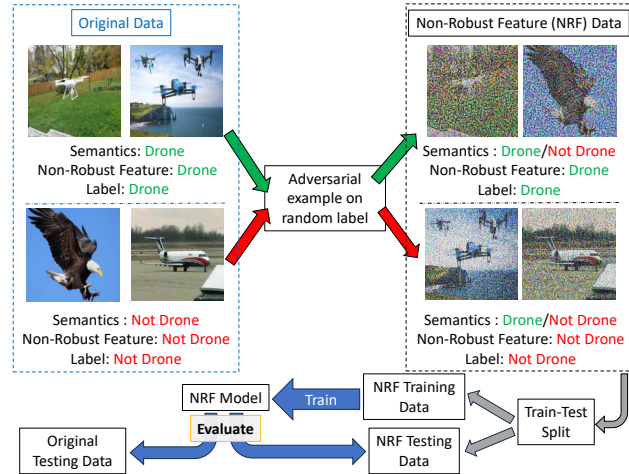 Original Data
Semantics: Drone
Non-Robust Feature: Drone
Label: Drone
Semantics : Not Drone
Non-Robust Feature: Not Drone
Label: Not Drone
Adversarial
example on
random label
Non-Robust Feature (NRF) Data
Semantics : Drone/Not Drone
Non-Robust Feature: Drone
Label: Drone
Semantics : Drone/Not Drone
Non-Robust Feature: Not Drone
Label: Not Drone
NRF Model
Train
NRF Training
Data
Train-Test
Split
Evaluate
Original
Testing Data
NRF Testing
Data